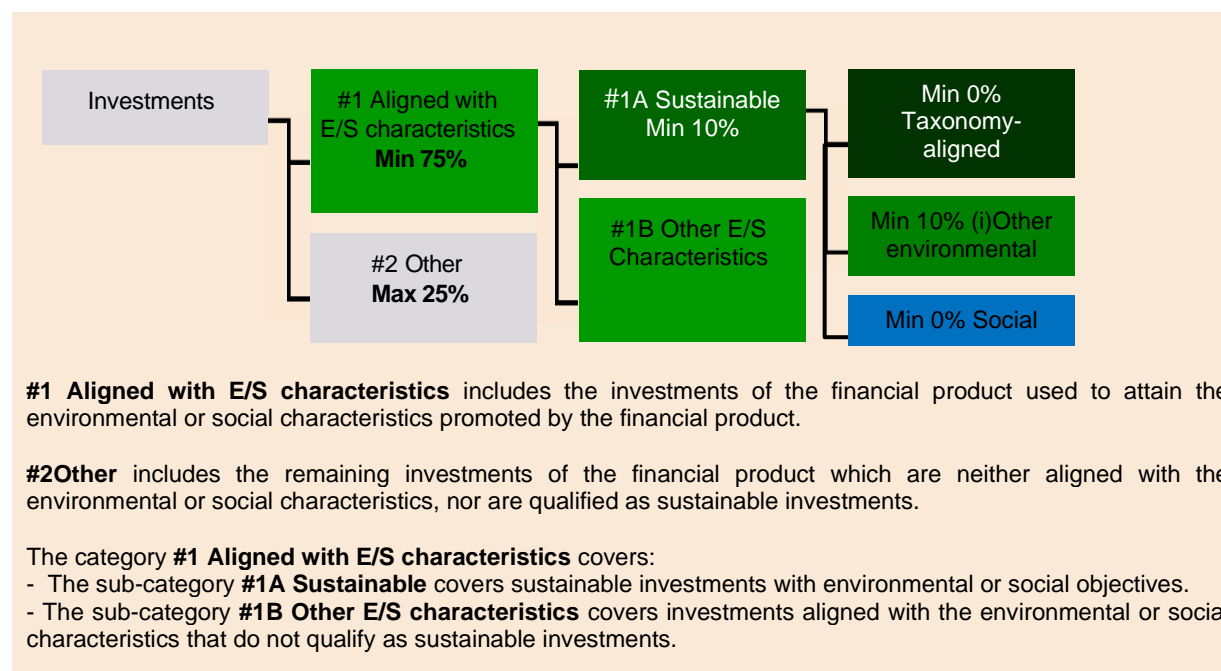 Investments
#1 Aligned with
E/S characteristics
Min 75%
#2 Other
Max 25%
#1A Sustainable
Min 10%
#1B Other E/S
Characteristics
Min 0%
Taxonomy-
aligned
Min 10% (i)Other
environmental
Min 0% Social
#1 Aligned with E/S characteristics includes the investments of the financial product used to attain the
environmental or social characteristics promoted by the financial product.
#2Other includes the remaining investments of the financial product which are neither aligned with the
environmental or social characteristics, nor are qualified as sustainable investments.
The category #1 Aligned with E/S characteristics covers:
- The sub-category #1A Sustainable covers sustainable investments with environmental or social objectives.
- The sub-category #1B Other E/S characteristics covers investments aligned with the environmental or social
characteristics that do not qualify as sustainable investments.